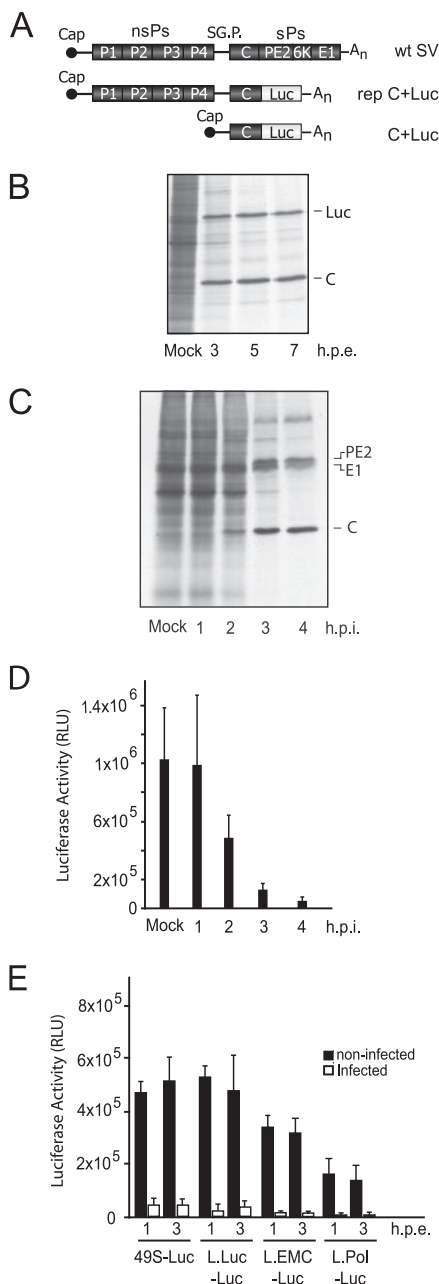 A
nsPs SG.P. sPs
Cap P1 P2 P3 P4 C PE2 6K E1 An wt SV
Cap P1 P2 P3 P4 C Luc An rep C+Luc
Cap C Luc An C+Luc
B
Luc
C
Mock 3 5 7 h.p.e.
C
PE2
E1
C
Mock 1 2 3 4 h.p.i.
D
Luciferase Activity (RLU)
1.4x10^6
10^6
6x10^5
2x10^5
0
Mock 1 2 3 4 h.p.i.
E
Luciferase Activity (RLU)
8x10^5
6x10^5
4x10^5
2x10^5
0
non-infected
Infected
1 3 1 3 1 3 1 3 h.p.e.
49S-Luc L.Luc L.EMC L.Pol
-Luc -Luc -Luc